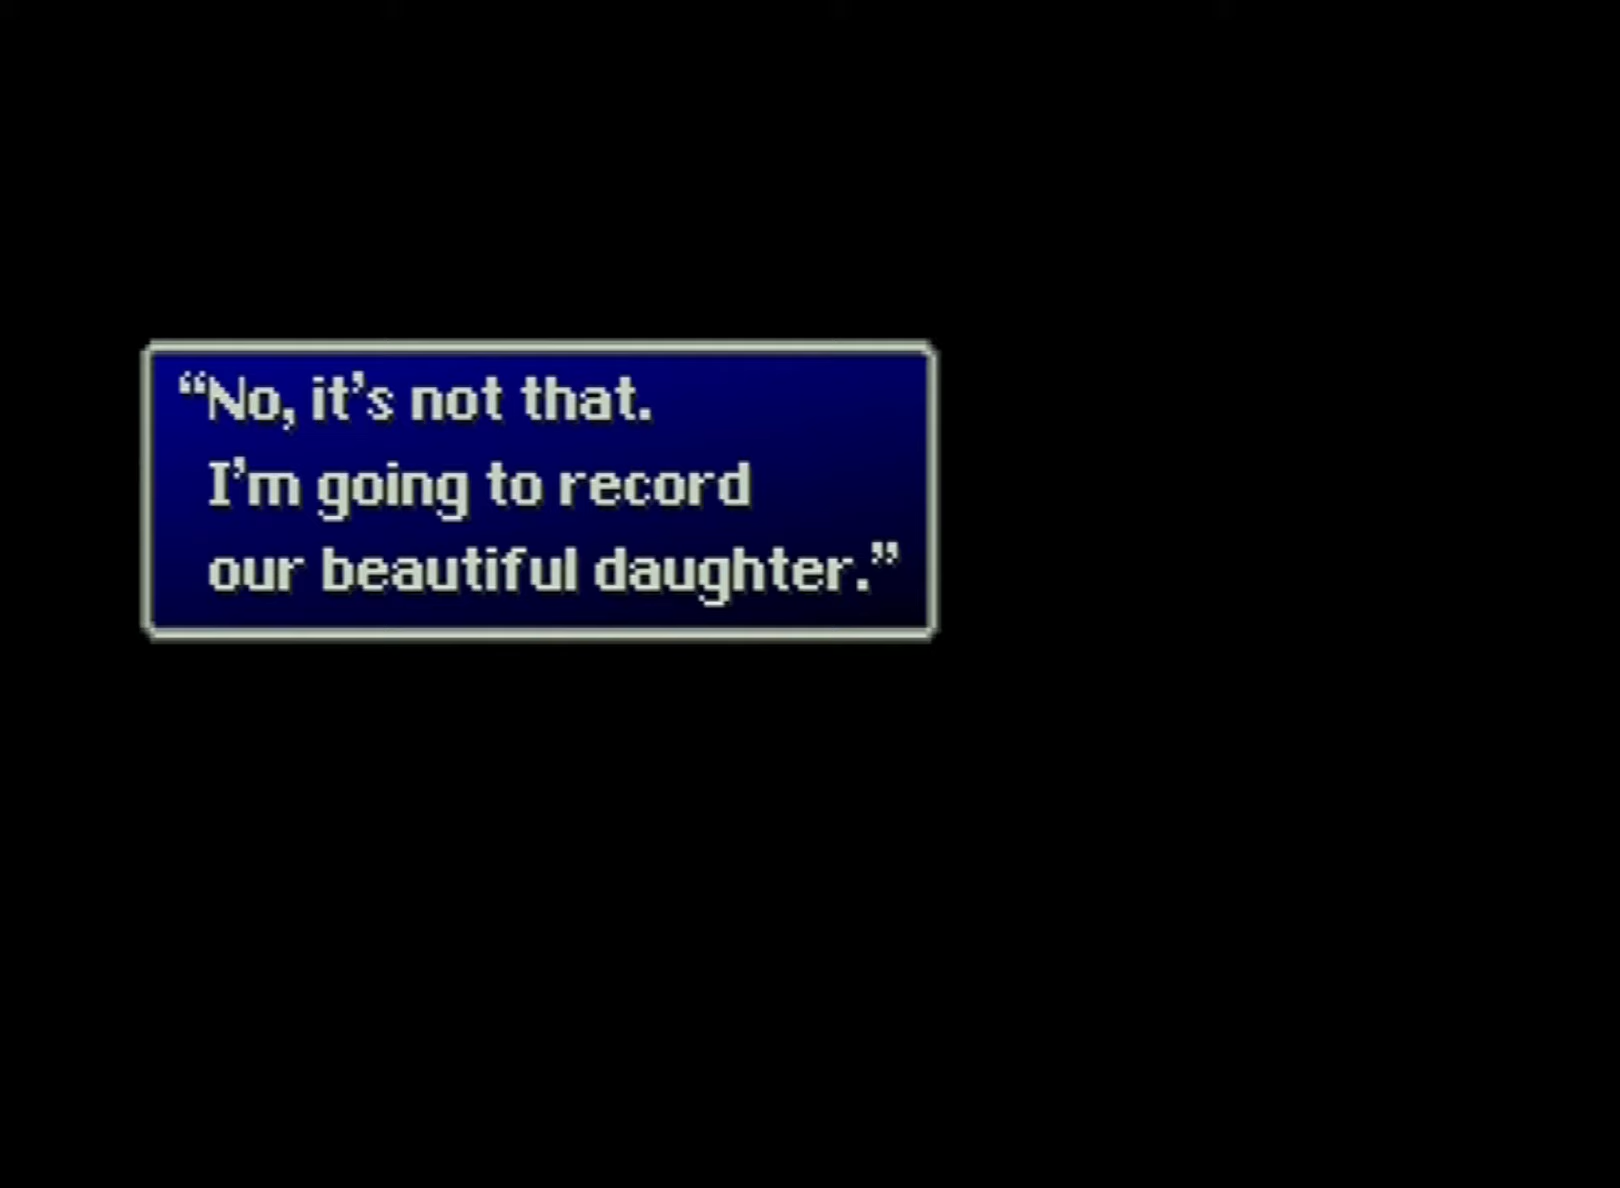 “No, it’s not that.
I’m going to record
our beautiful daughter.”